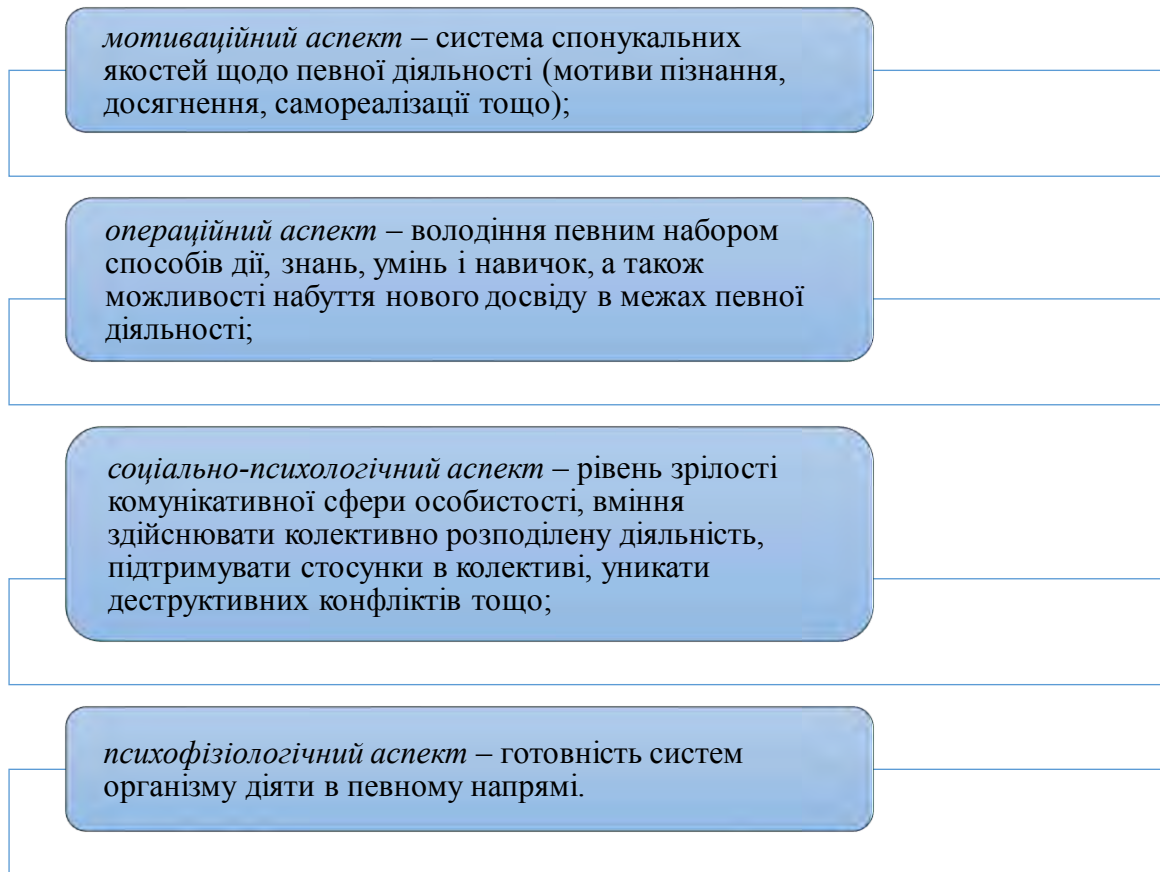 мотиваційний аспект – система спонукальних
якостей щодо певної діяльності (мотиви пізнання,
досягнення, самореалізації тощо);
операційний аспект – володіння певним набором
способів дії, знань, умінь і навичок, а також
можливості набуття нового досвіду в межах певної
діяльності;
соціально-психологічний аспект – рівень зрілості
комунікативної сфери особистості, вміння
здійснювати колективно розподілену діяльність,
підтримувати стосунки в колективі, уникати
деструктивних конфліктів тощо;
психофізіологічний аспект – готовність систем
організму діяти в певному напрямі.